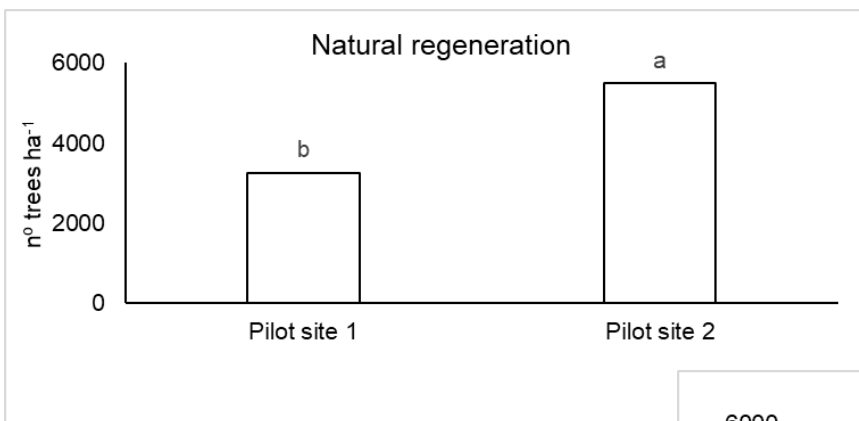 Natural regeneration
6000
4000
2000
0
nº trees ha⁻¹
b
a
Pilot site 1
Pilot site 2